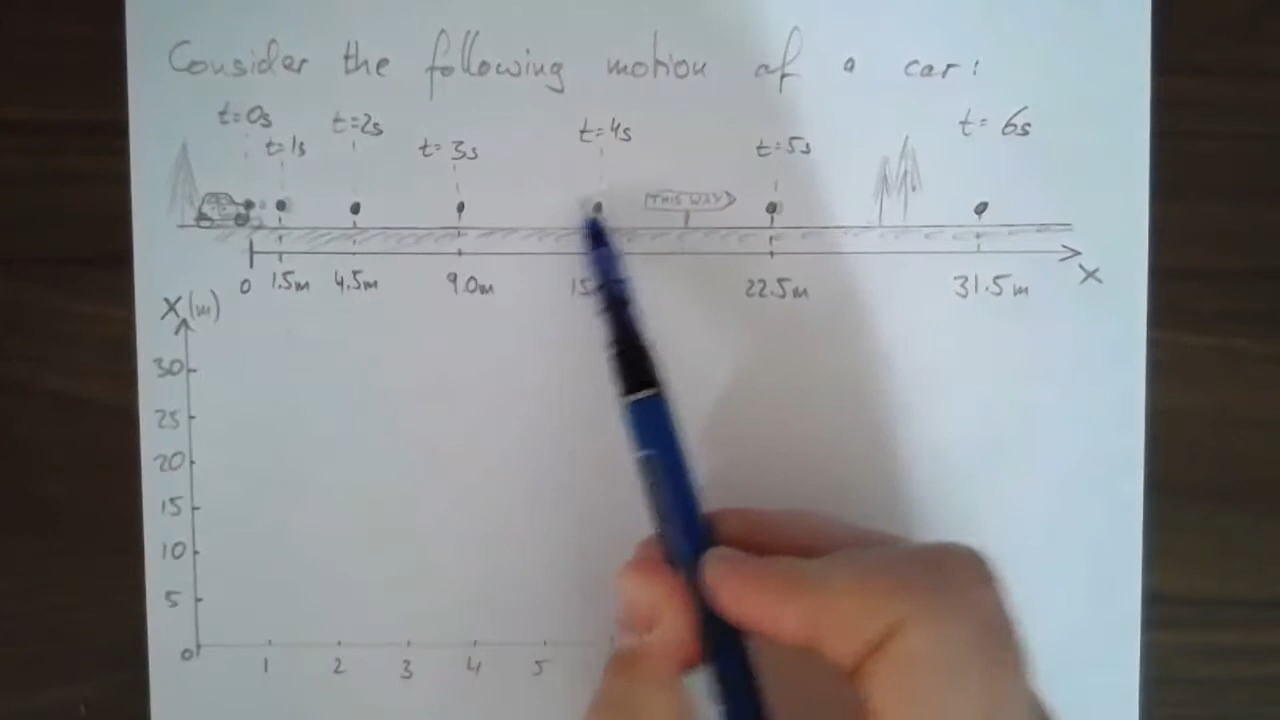 Consider the following motion of a car:
t=0s t=1s t=2s t=3s t=4s t=5s t=6s
THIS WAY
0 1.5m 4.5m 9.0m 15 22.5m 31.5m X
X(m)
30
25
20
15
10
5
0
1 2 3 4 5